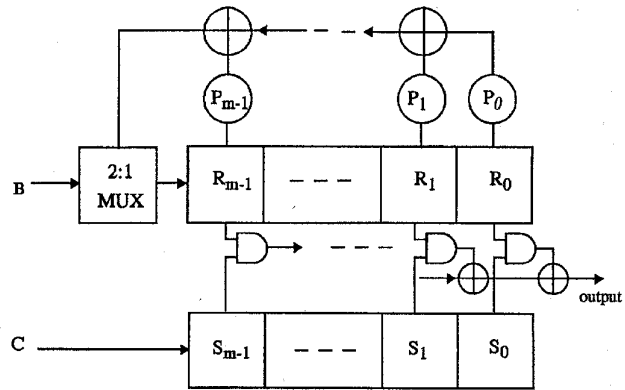 P_{m-1} P_1 P_0
B 2:1 MUX R_{m-1} R_1 R_0
output
C S_{m-1} S_1 S_0